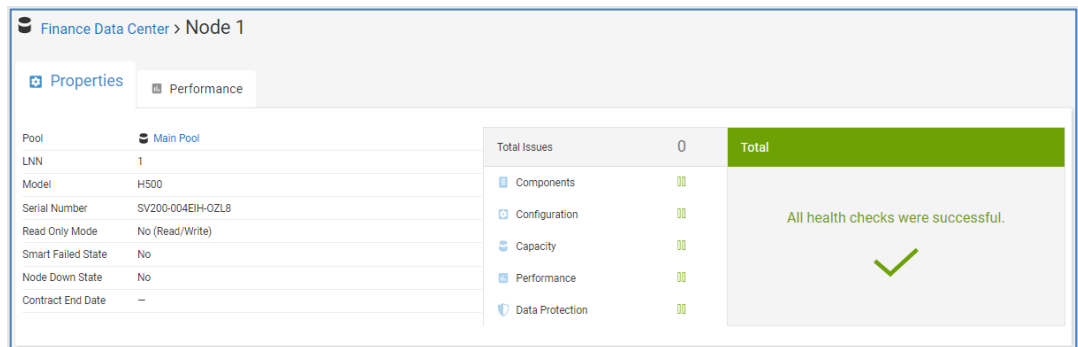 Finance Data Center > Node 1
Properties
Performance
Pool Main Pool
LNN 1
Model H500
Serial Number SV200-004EIH-OZL8
Read Only Mode No (Read/Write)
Smart Failed State No
Node Down State No
Contract End Date –
Total Issues 0
Components
Configuration
Capacity
Performance
Data Protection
Total
All health checks were successful.